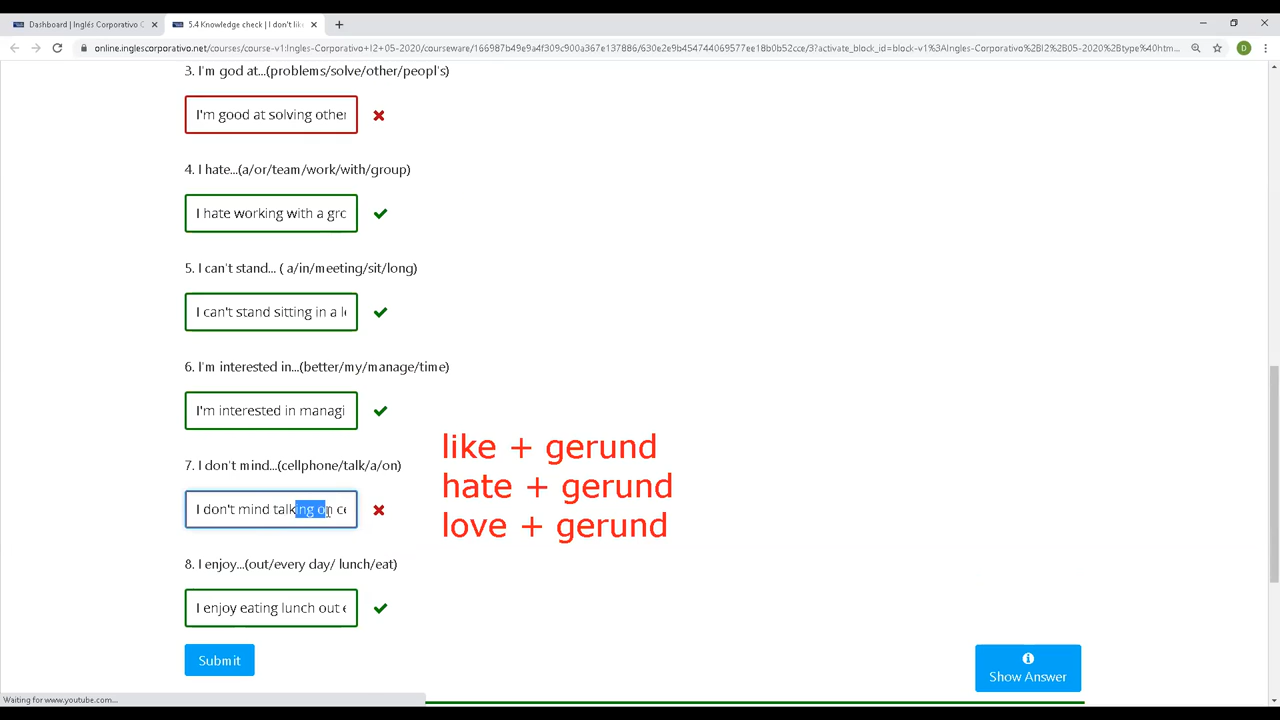 Dashboard | Inglés Corporativo C
5.4 Knowledge check | I don't lik
online.inglescorporativo.net/courses/course-v1:Ingles-Corporativo+I2+05-2020/courseware/166987b49e9a4f309c900a367e137886/630e2e9b454744069577ee18b0b52cce/3?activate_block_id=block-v1%3AIngles-Corporativo%2BI2%2B05-2020%2Btype%40htm...
D
3. I'm god at...(problems/solve/other/peopl's)
I'm good at solving other
4. I hate...(a/or/team/work/with/group)
I hate working with a gro
5. I can't stand... ( a/in/meeting/sit/long)
I can't stand sitting in a l
6. I'm interested in...(better/my/manage/time)
I'm interested in managi
like + gerund
hate + gerund
love + gerund
7. I don't mind...(cellphone/talk/a/on)
I don't mind talking on ce
8. I enjoy...(out/every day/ lunch/eat)
I enjoy eating lunch out e
Submit
Show Answer
Waiting for www.youtube.com...